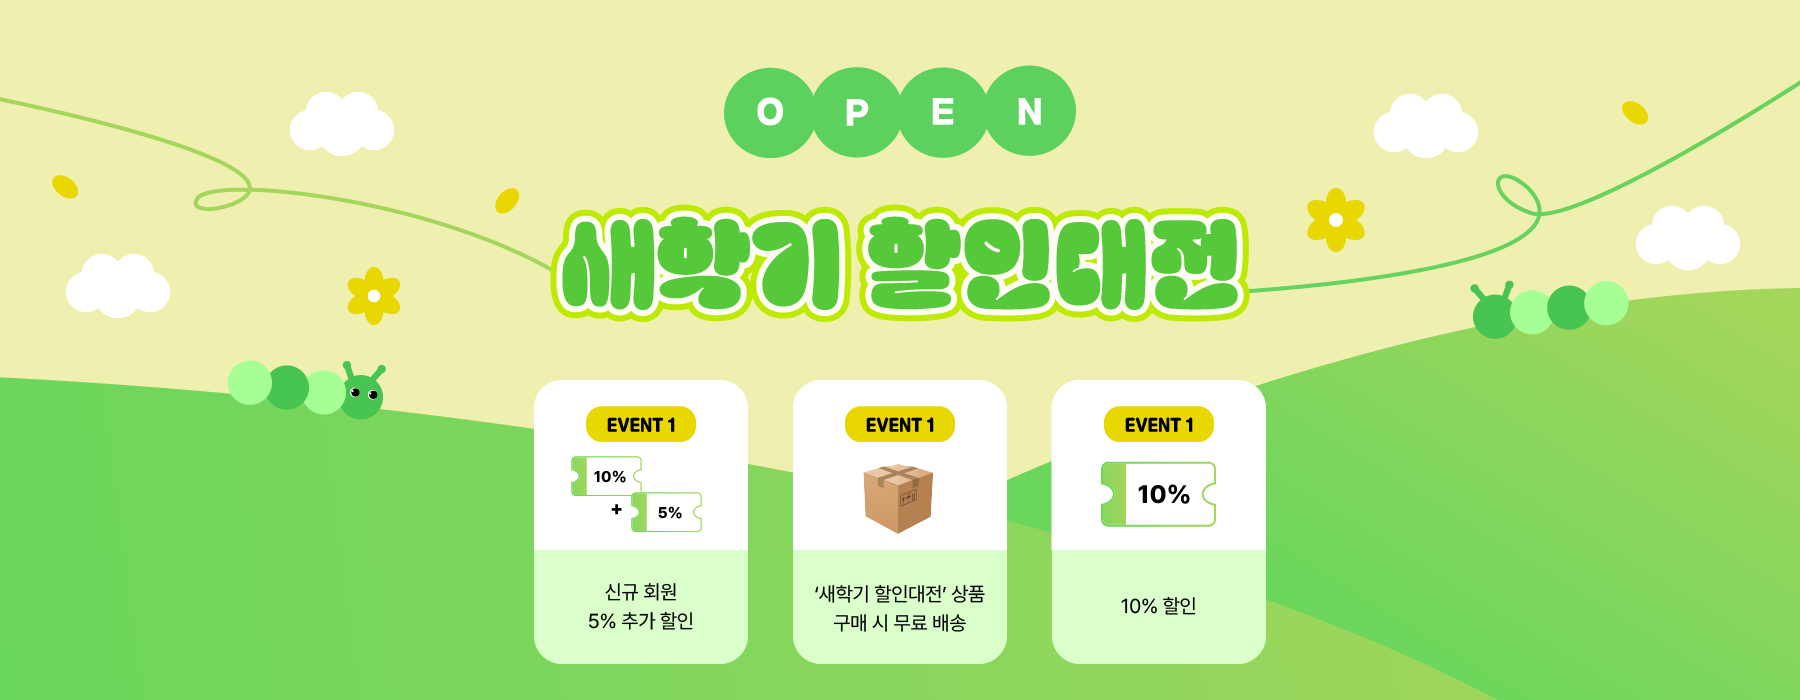 OPEN
새학기 할인대전
EVENT 1
10%
+
5%
신규 회원
5% 추가 할인
EVENT 1
‘새학기 할인대전’ 상품
구매 시 무료 배송
EVENT 1
10%
10% 할인